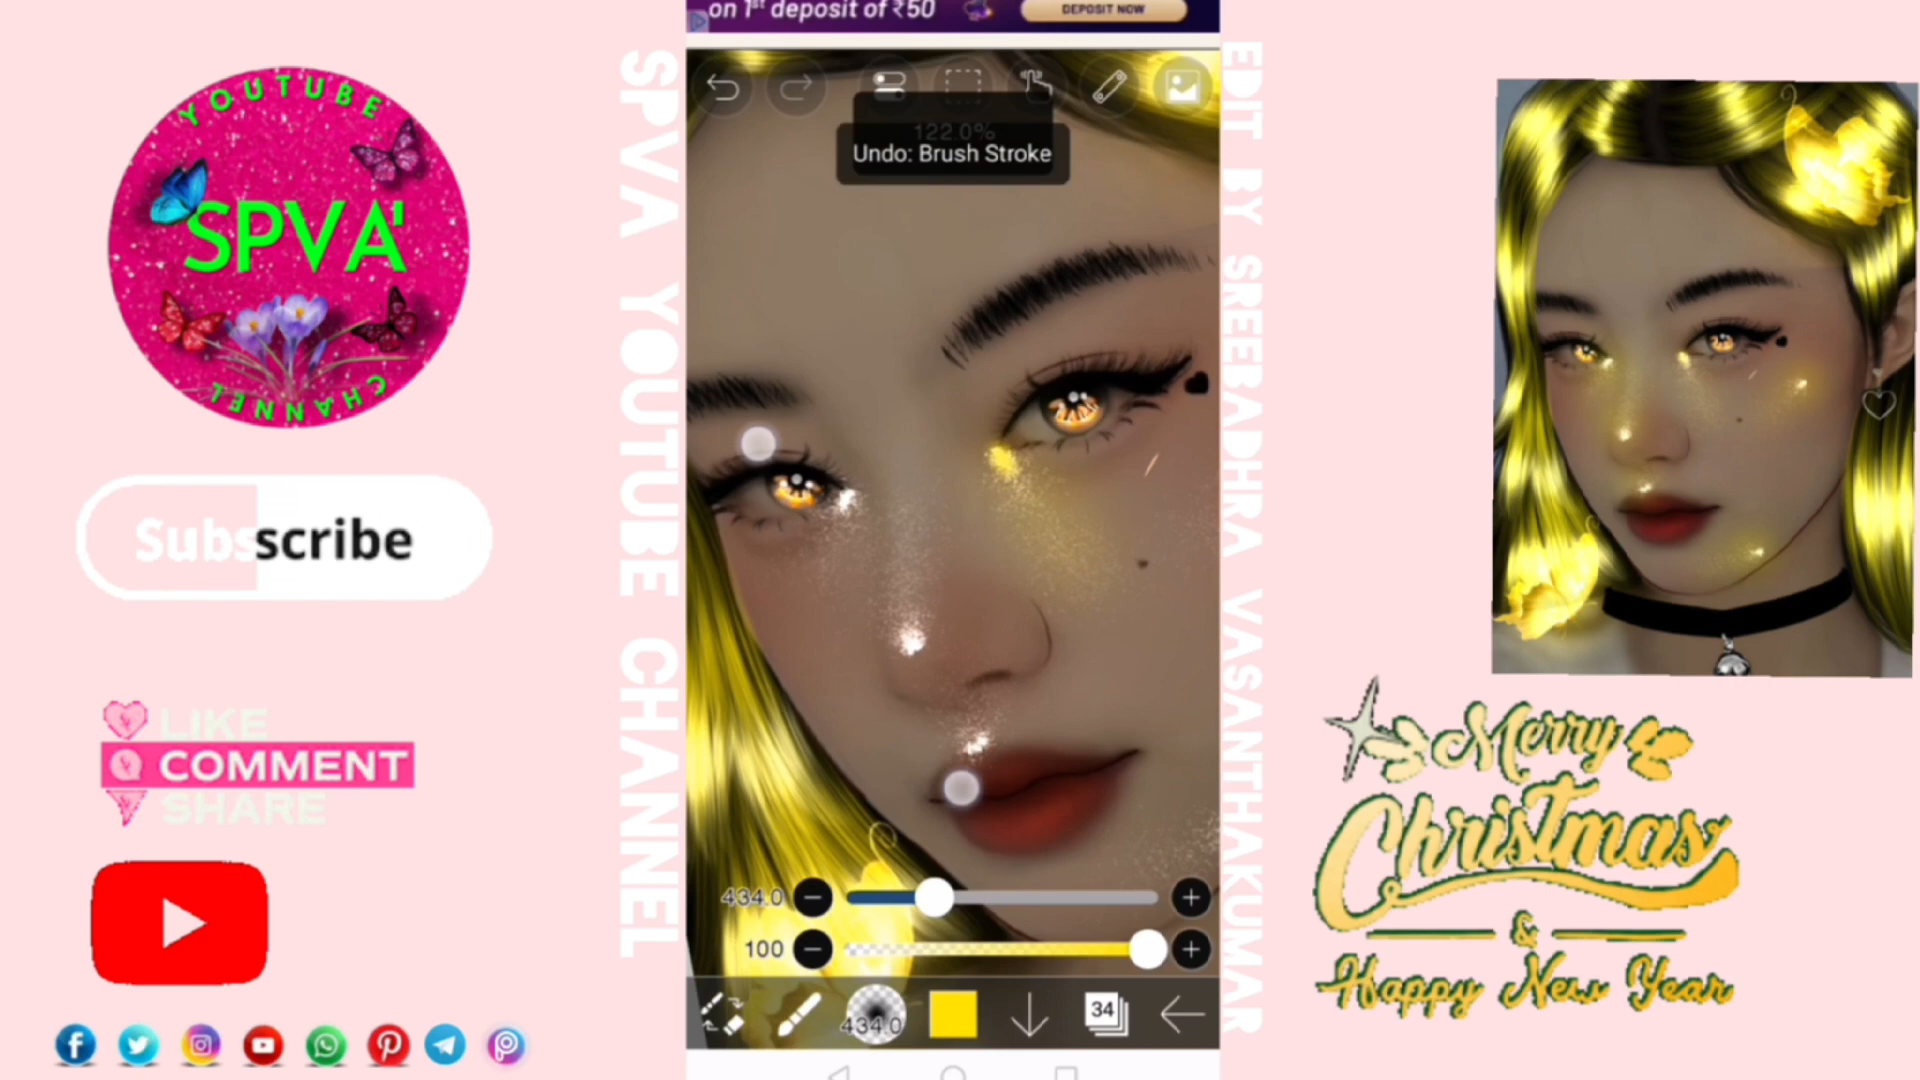 on 1st deposit of ₹50
DEPOSIT NOW
YOUTUBE
SPVA'
CHANNEL
Subscribe
LIKE
COMMENT
SHARE
SPVA YOUTUBE CHANNEL
122.0%
Undo: Brush Stroke
434.0
100
434.0
34
EDIT BY SREEBADHRA VASANTHAKUMAR
Merry
Christmas
&
Happy New Year